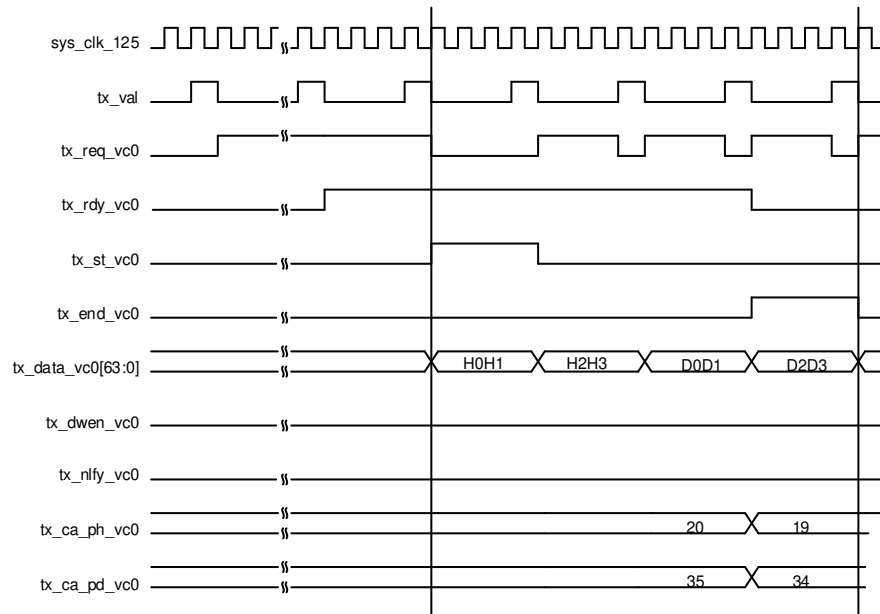 sys_clk_125
tx_val
tx_req_vc0
tx_rdy_vc0
tx_st_vc0
tx_end_vc0
tx_data_vc0[63:0] H0H1 H2H3 D0D1 D2D3
tx_dwen_vc0
tx_nlfy_vc0
tx_ca_ph_vc0 20 19
tx_ca_pd_vc0 35 34